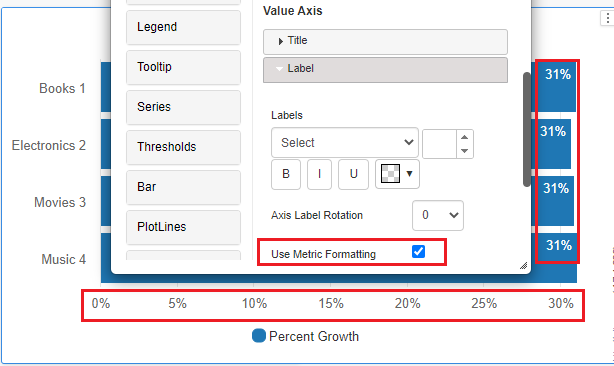 Value Axis
Legend
Title
Tooltip
Label
Series
Thresholds
Bar
PlotLines
Labels
Select
B I U
Axis Label Rotation 0
Use Metric Formatting
Books 1 31%
Electronics 2 31%
Movies 3 31%
Music 4 31%
0% 5% 10% 15% 20% 25% 30%
Percent Growth